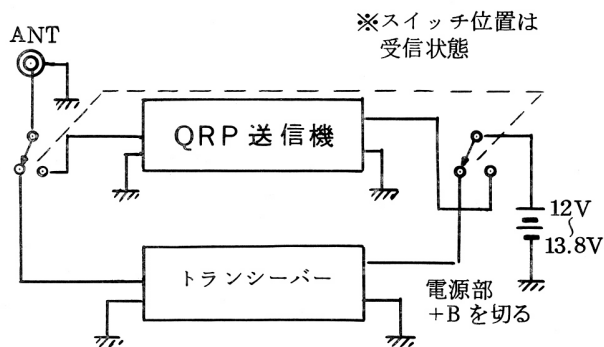 ※スイッチ位置は
受信状態
ANT
QRP送信機
12V
〜
13.8V
トランシーバー
電源部
+Bを切る